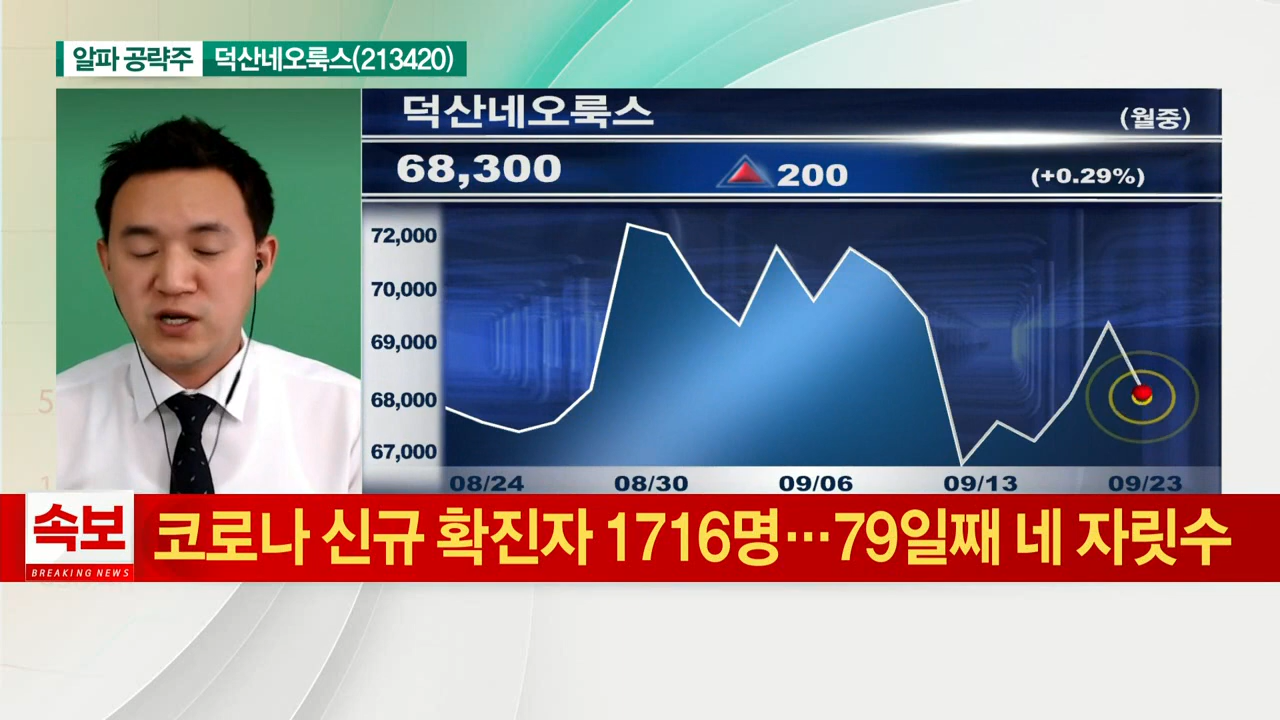 알파 공략주 덕산네오룩스(213420)
덕산네오룩스 (월중)
68,300 200 (+0.29%)
72,000
70,000
69,000
68,000
67,000
08/24 08/30 09/06 09/13 09/23
속보 코로나 신규 확진자 1716명…79일째 네 자릿수
BREAKING NEWS
5
1